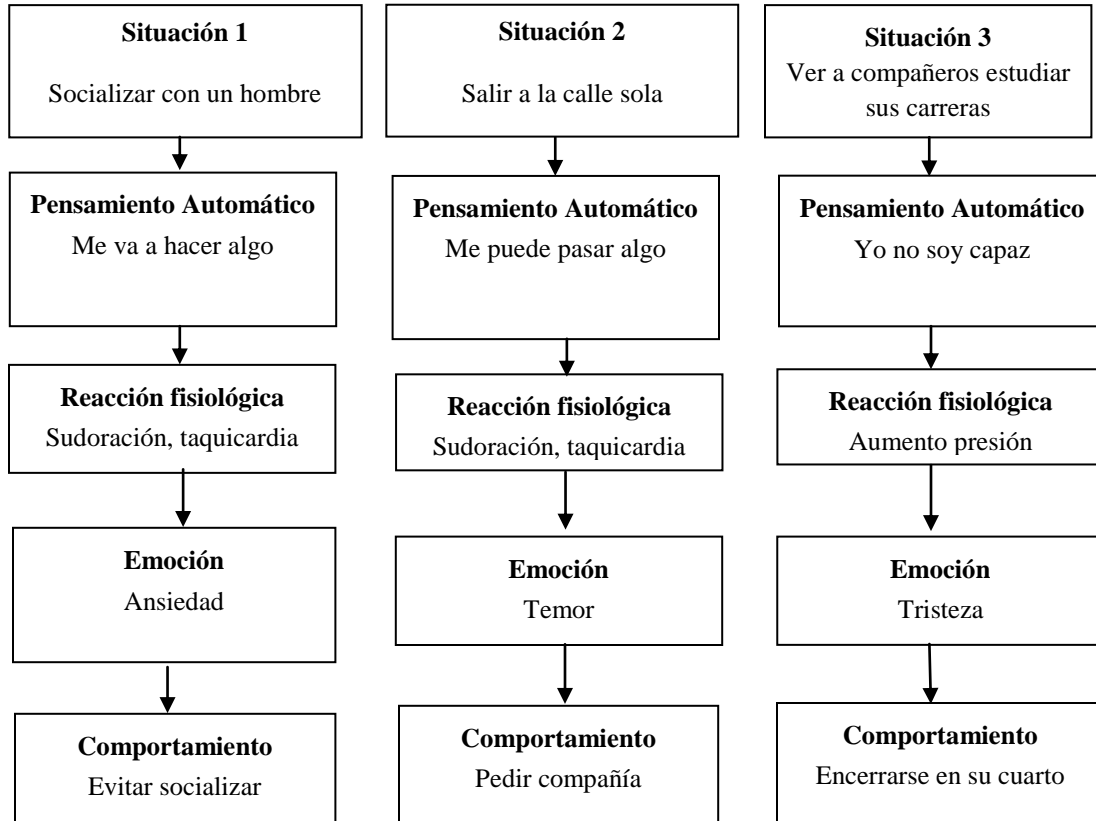 Situación 1
Socializar con un hombre
Pensamiento Automático
Me va a hacer algo
Reacción fisiológica
Sudoración, taquicardia
Emoción
Ansiedad
Comportamiento
Evitar socializar
Situación 2
Salir a la calle sola
Pensamiento Automático
Me puede pasar algo
Reacción fisiológica
Sudoración, taquicardia
Emoción
Temor
Comportamiento
Pedir compañía
Situación 3
Ver a compañeros estudiar
sus carreras
Pensamiento Automático
Yo no soy capaz
Reacción fisiológica
Aumento presión
Emoción
Tristeza
Comportamiento
Encerrarse en su cuarto